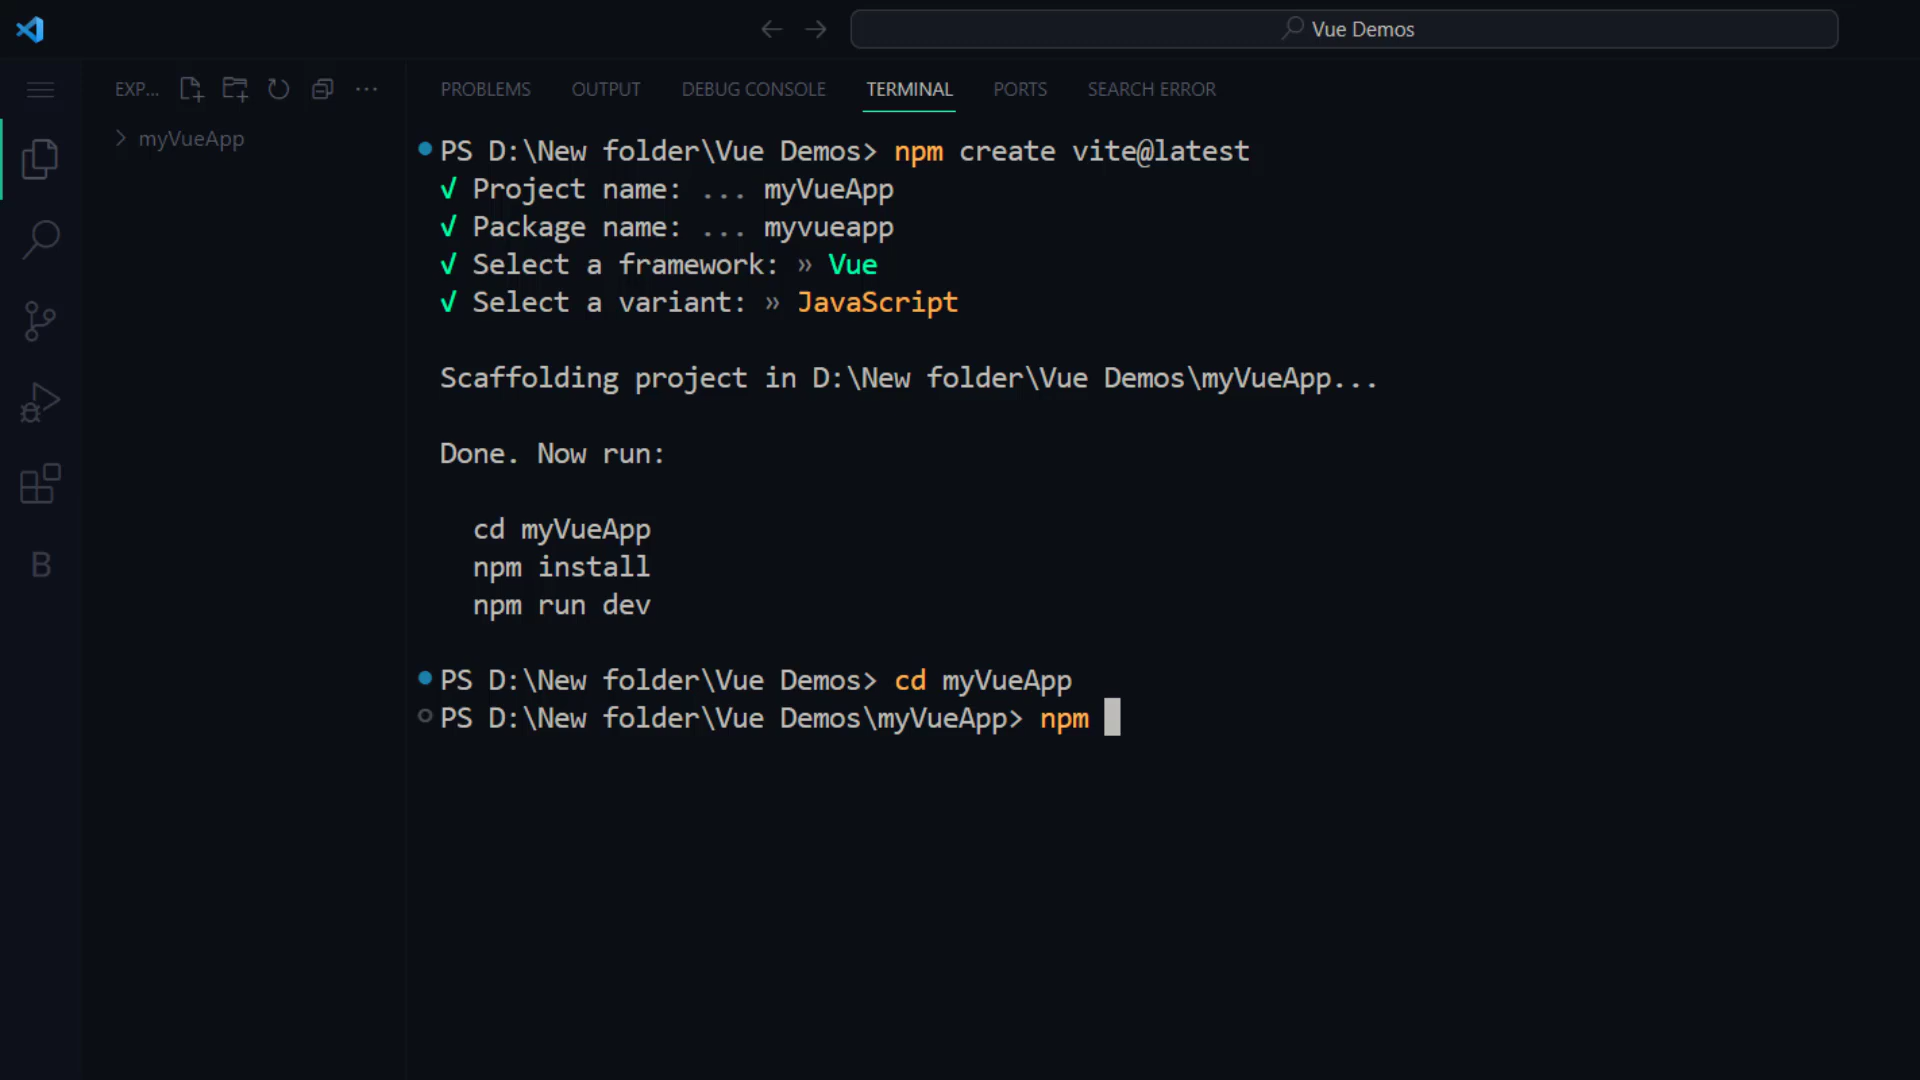 Vue Demos
EXP...
PROBLEMS OUTPUT DEBUG CONSOLE TERMINAL PORTS SEARCH ERROR
myVueApp
PS D:\New folder\Vue Demos> npm create vite@latest
√ Project name: ... myVueApp
√ Package name: ... myvueapp
√ Select a framework: » Vue
√ Select a variant: » JavaScript
Scaffolding project in D:\New folder\Vue Demos\myVueApp...
Done. Now run:
cd myVueApp
npm install
npm run dev
PS D:\New folder\Vue Demos> cd myVueApp
PS D:\New folder\Vue Demos\myVueApp> npm
B